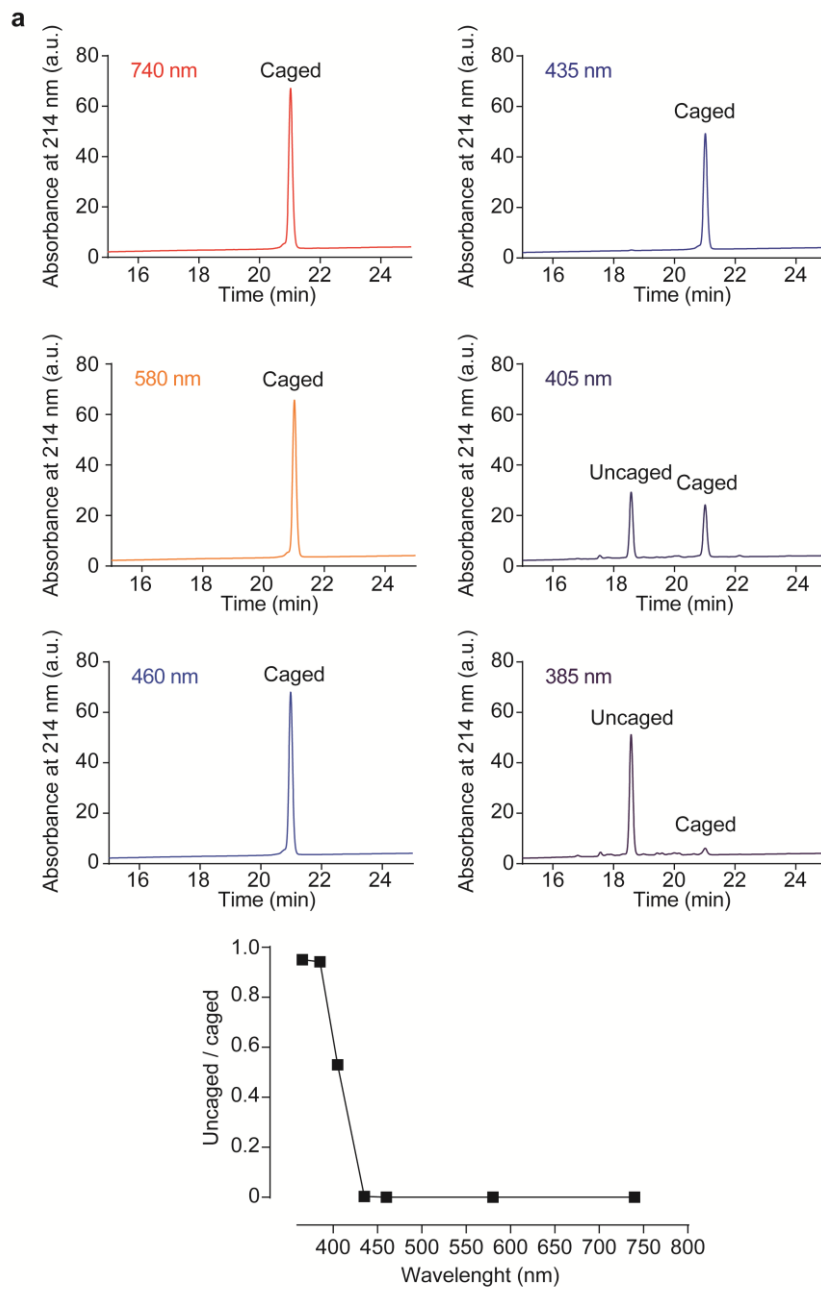 a
740 nm
Caged
Absorbance at 214 nm (a.u.)
80
60
40
20
0
16 18 20 22 24
Time (min)
435 nm
Caged
Absorbance at 214 nm (a.u.)
80
60
40
20
0
16 18 20 22 24
Time (min)
580 nm
Caged
Absorbance at 214 nm (a.u.)
80
60
40
20
0
16 18 20 22 24
Time (min)
405 nm
Uncaged Caged
Absorbance at 214 nm (a.u.)
80
60
40
20
0
16 18 20 22 24
Time (min)
460 nm
Caged
Absorbance at 214 nm (a.u.)
80
60
40
20
0
16 18 20 22 24
Time (min)
385 nm
Uncaged
Caged
Absorbance at 214 nm (a.u.)
80
60
40
20
0
16 18 20 22 24
Time (min)
Uncaged / caged
1.0
0.8
0.6
0.4
0.2
0
400 450 500 550 600 650 700 750 800
Wavelenght (nm)